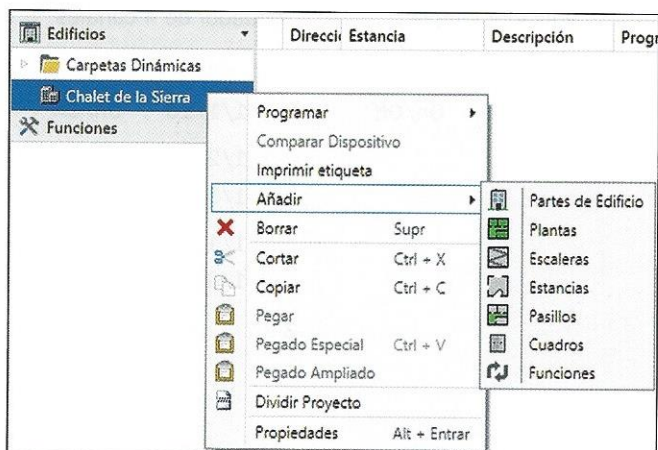 Edificios
Direcci Estancia Descripción Progr
Carpetas Dinámicas
Chalet de la Sierra
Funciones
Programar
Comparar Dispositivo
Imprimir etiqueta
Añadir
Borrar Supr
Cortar Ctrl + X
Copiar Ctrl + C
Pegar
Pegado Especial Ctrl + V
Pegado Ampliado
Dividir Proyecto
Propiedades Alt + Entrar
Partes de Edificio
Plantas
Escaleras
Estancias
Pasillos
Cuadros
Funciones